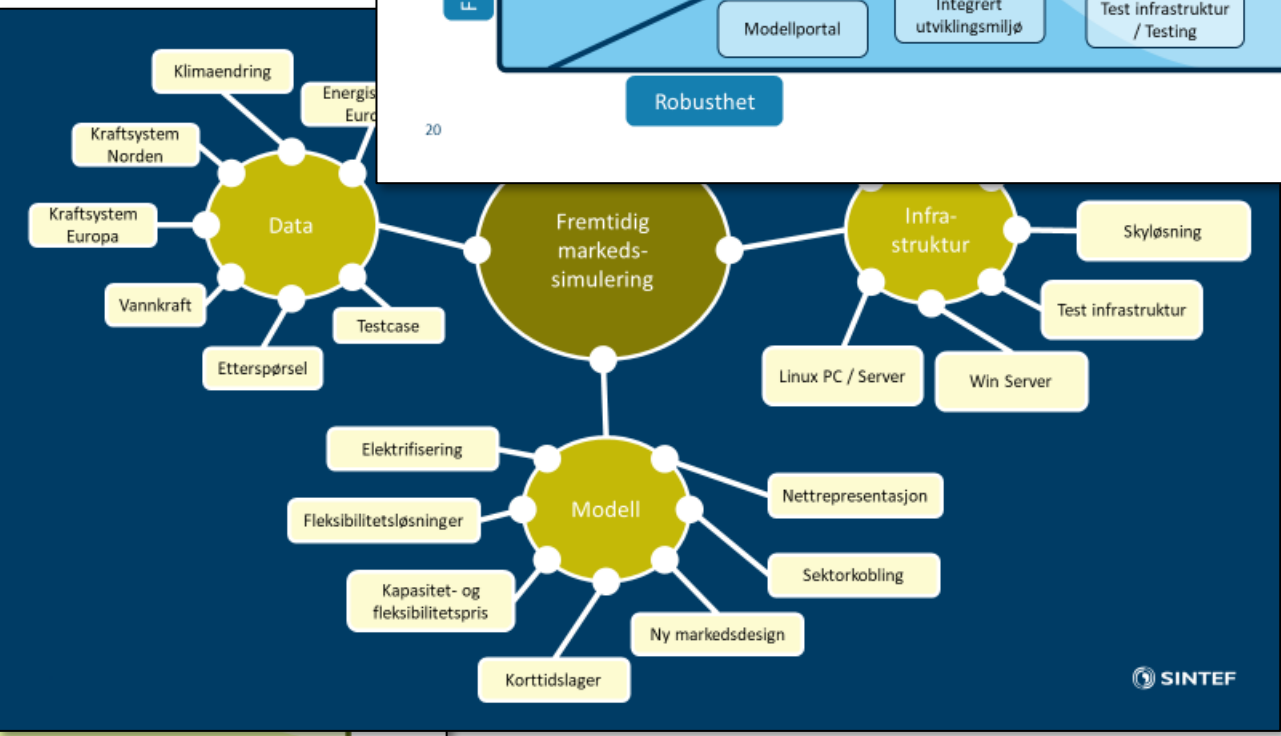 Modellportal
Integrert
utviklingsmiljø
Test infrastruktur
/ Testing
Robusthet
20
Klimaendring
Kraftsystem
Norden
Kraftsystem
Europa
Data
Vannkraft
Testcase
Etterspørsel
Fremtidig
markeds-
simulering
Infra-
struktur
Skyløsning
Test infrastruktur
Linux PC / Server
Win Server
Elektrifisering
Fleksibilitetsløsninger
Kapasitet- og
fleksibilitetspris
Modell
Nettrepresentasjon
Sektorkobling
Ny markedsdesign
Korttidslager
SINTEF